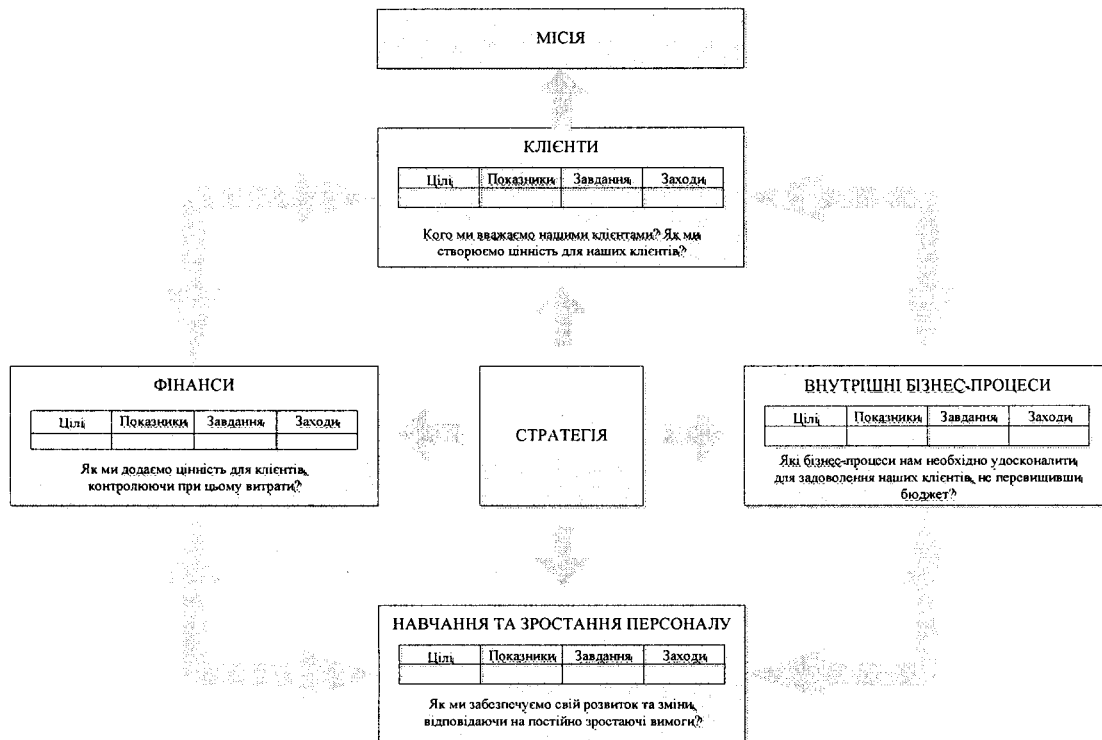 МІСІЯ
КЛІЄНТИ
Цілі Показники Завдання Заходи
Кого ми вважаємо нашими клієнтами? Як ми
створюємо цінність для наших клієнтів?
ФІНАНСИ
Цілі Показники Завдання Заходи
Як ми додаємо цінність для клієнтів,
контролюючи при цьому витрати?
СТРАТЕГІЯ
ВНУТРІШНІ БІЗНЕС-ПРОЦЕСИ
Цілі Показники Завдання Заходи
Які бізнес-процеси нам необхідно удосконалити
для задоволення наших клієнтів, не перевищивши
бюджет?
НАВЧАННЯ ТА ЗРОСТАННЯ ПЕРСОНАЛУ
Цілі Показники Завдання Заходи
Як ми забезпечуємо свій розвиток та зміни,
відповідаючи на постійно зростаючі вимоги?